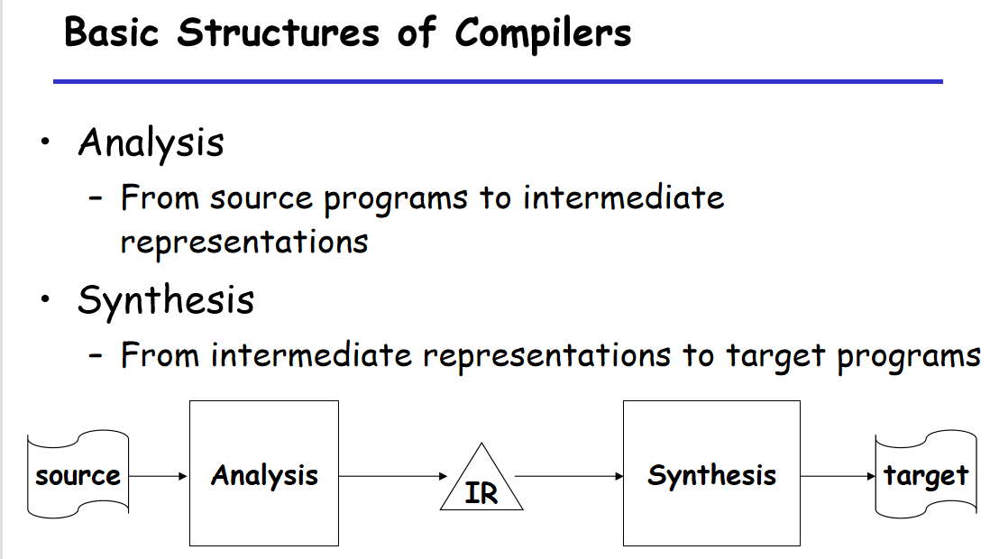 Basic Structures of Compilers
• Analysis
– From source programs to intermediate
representations
• Synthesis
– From intermediate representations to target programs
source
Analysis
IR
Synthesis
target